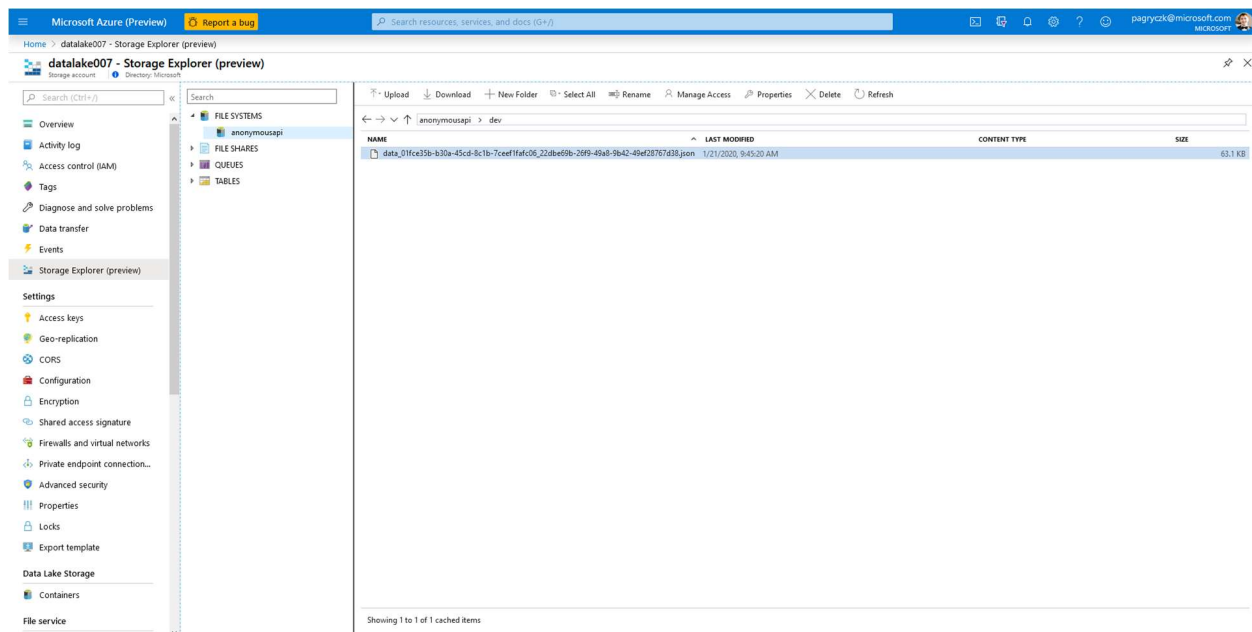 Microsoft Azure (Preview)
Report a bug
Search resources, services, and docs (G+/)
pagryczk@microsoft.com
MICROSOFT
Home > datalake007 - Storage Explorer (preview)
datalake007 - Storage Explorer (preview)
Storage account
Directory: Microsoft
Search (Ctrl+/)
Overview
Activity log
Access control (IAM)
Tags
Diagnose and solve problems
Data transfer
Events
Storage Explorer (preview)
Settings
Access keys
Geo-replication
CORS
Configuration
Encryption
Shared access signature
Firewalls and virtual networks
Private endpoint connection...
Advanced security
Properties
Locks
Export template
Data Lake Storage
Containers
File service
Search
FILE SYSTEMS
anonymousapi
FILE SHARES
QUEUES
TABLES
Upload Download New Folder Select All Rename Manage Access Properties Delete Refresh
anonymousapi > dev
NAME LAST MODIFIED CONTENT TYPE SIZE
data_01fce35b-b30a-45cd-8c1b-7ceef1fafc06_22dbe69b-26f9-49a8-9b42-49ef28767d38.json 1/21/2020, 9:45:20 AM 63.1 KB
Showing 1 to 1 of 1 cached items